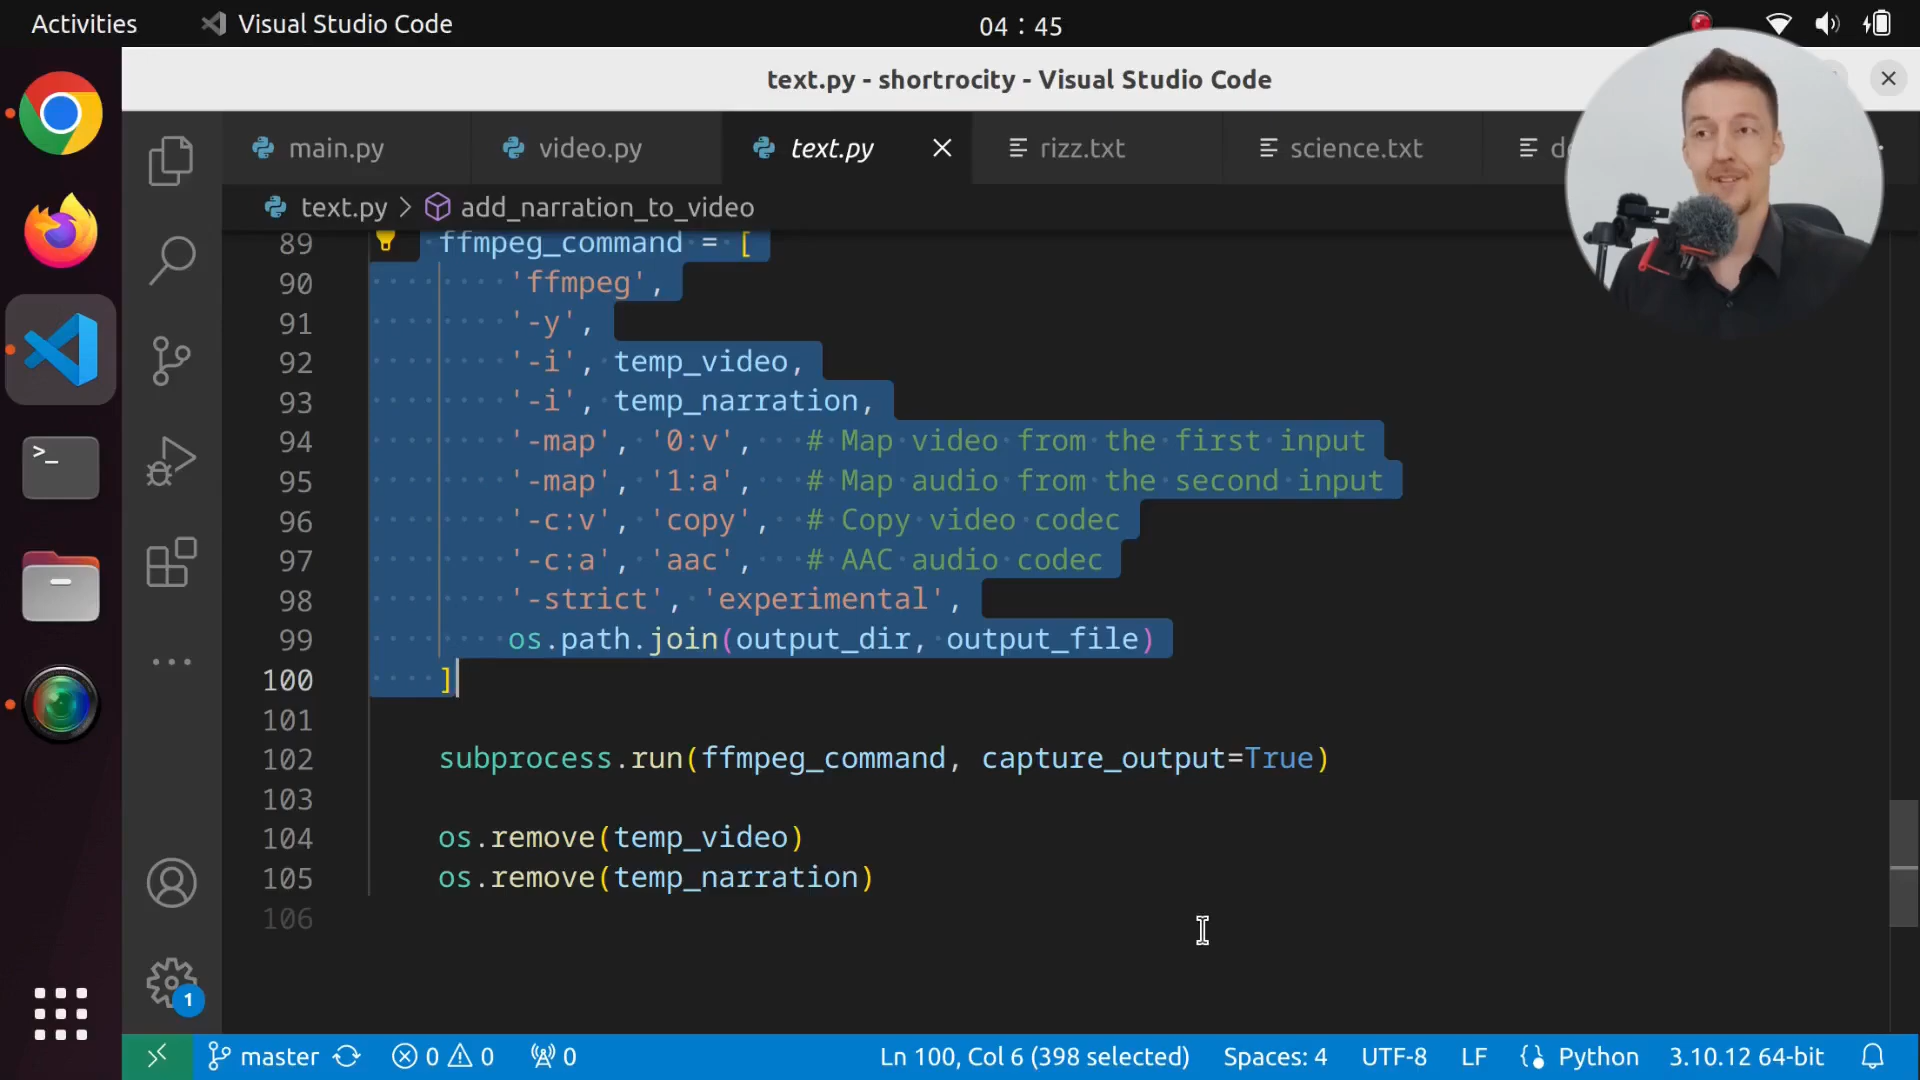 Activities
Visual Studio Code
04 : 45
text.py - shortrocity - Visual Studio Code
main.py
video.py
text.py
rizz.txt
science.txt
text.py > add_narration_to_video
89 ffmpeg_command = [
90 'ffmpeg',
91 '-y',
92 '-i', temp_video,
93 '-i', temp_narration,
94 '-map', '0:v',   # Map video from the first input
95 '-map', '1:a',   # Map audio from the second input
96 '-c:v', 'copy',  # Copy video codec
97 '-c:a', 'aac',   # AAC audio codec
98 '-strict', 'experimental',
99 os.path.join(output_dir, output_file)
100 ]
101
102 subprocess.run(ffmpeg_command, capture_output=True)
103
104 os.remove(temp_video)
105 os.remove(temp_narration)
106
1
master
0
0
0
Ln 100, Col 6 (398 selected)
Spaces: 4
UTF-8
LF
Python
3.10.12 64-bit